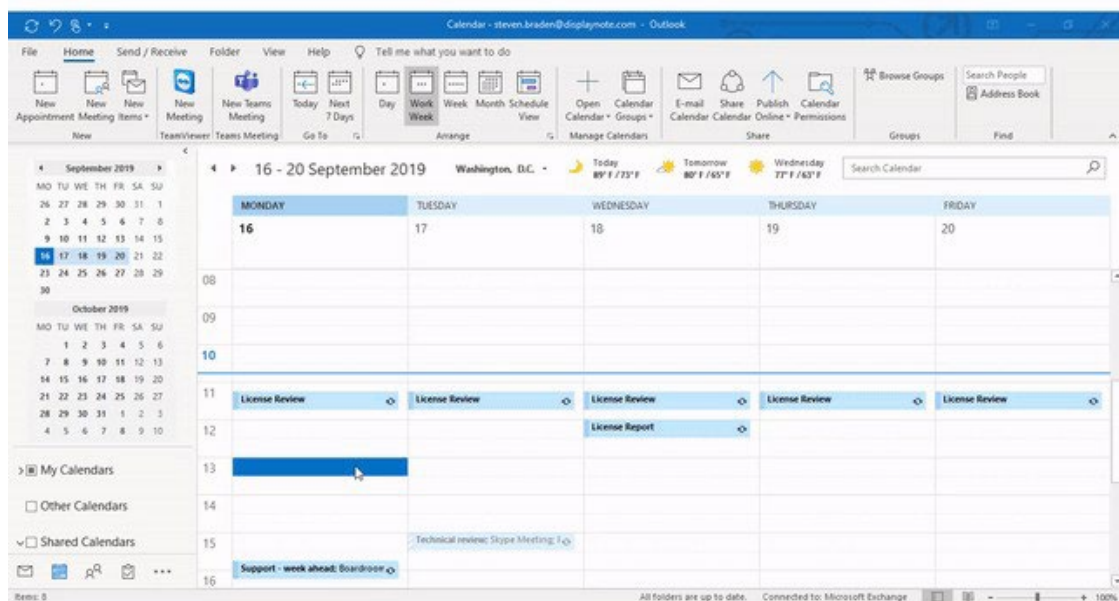 Calendar - steven.braden@displaynote.com - Outlook
File Home Send / Receive Folder View Help Tell me what you want to do
New Appointment
New Meeting
New Items
New Meeting
New Teams Meeting
Today
Next 7 Days
Day
Work Week
Week
Month
Schedule View
Open Calendar
Calendar Groups
E-mail Calendar
Share Calendar
Publish Online
Calendar Permissions
Browse Groups
Search People
Address Book
New TeamViewer Teams Meeting Go To Arrange Manage Calendars Share Groups Find
September 2019
MO TU WE TH FR SA SU
26 27 28 29 30 31 1
2 3 4 5 6 7 8
9 10 11 12 13 14 15
16 17 18 19 20 21 22
23 24 25 26 27 28 29
30
October 2019
MO TU WE TH FR SA SU
1 2 3 4 5 6
7 8 9 10 11 12 13
14 15 16 17 18 19 20
21 22 23 24 25 26 27
28 29 30 31 1 2 3
4 5 6 7 8 9 10
My Calendars
Other Calendars
Shared Calendars
16 - 20 September 2019
Washington, D.C.
Today
89° F / 73° F
Tomorrow
80° F / 65° F
Wednesday
77° F / 63° F
Search Calendar
MONDAY TUESDAY WEDNESDAY THURSDAY FRIDAY
16 17 18 19 20
08
09
10
11 License Review License Review License Review License Review License Review
12 License Report
13
14
15 Technical review; Skype Meeting;
Support - week ahead; Boardroom
16
Items: 8 All folders are up to date. Connected to: Microsoft Exchange 100%